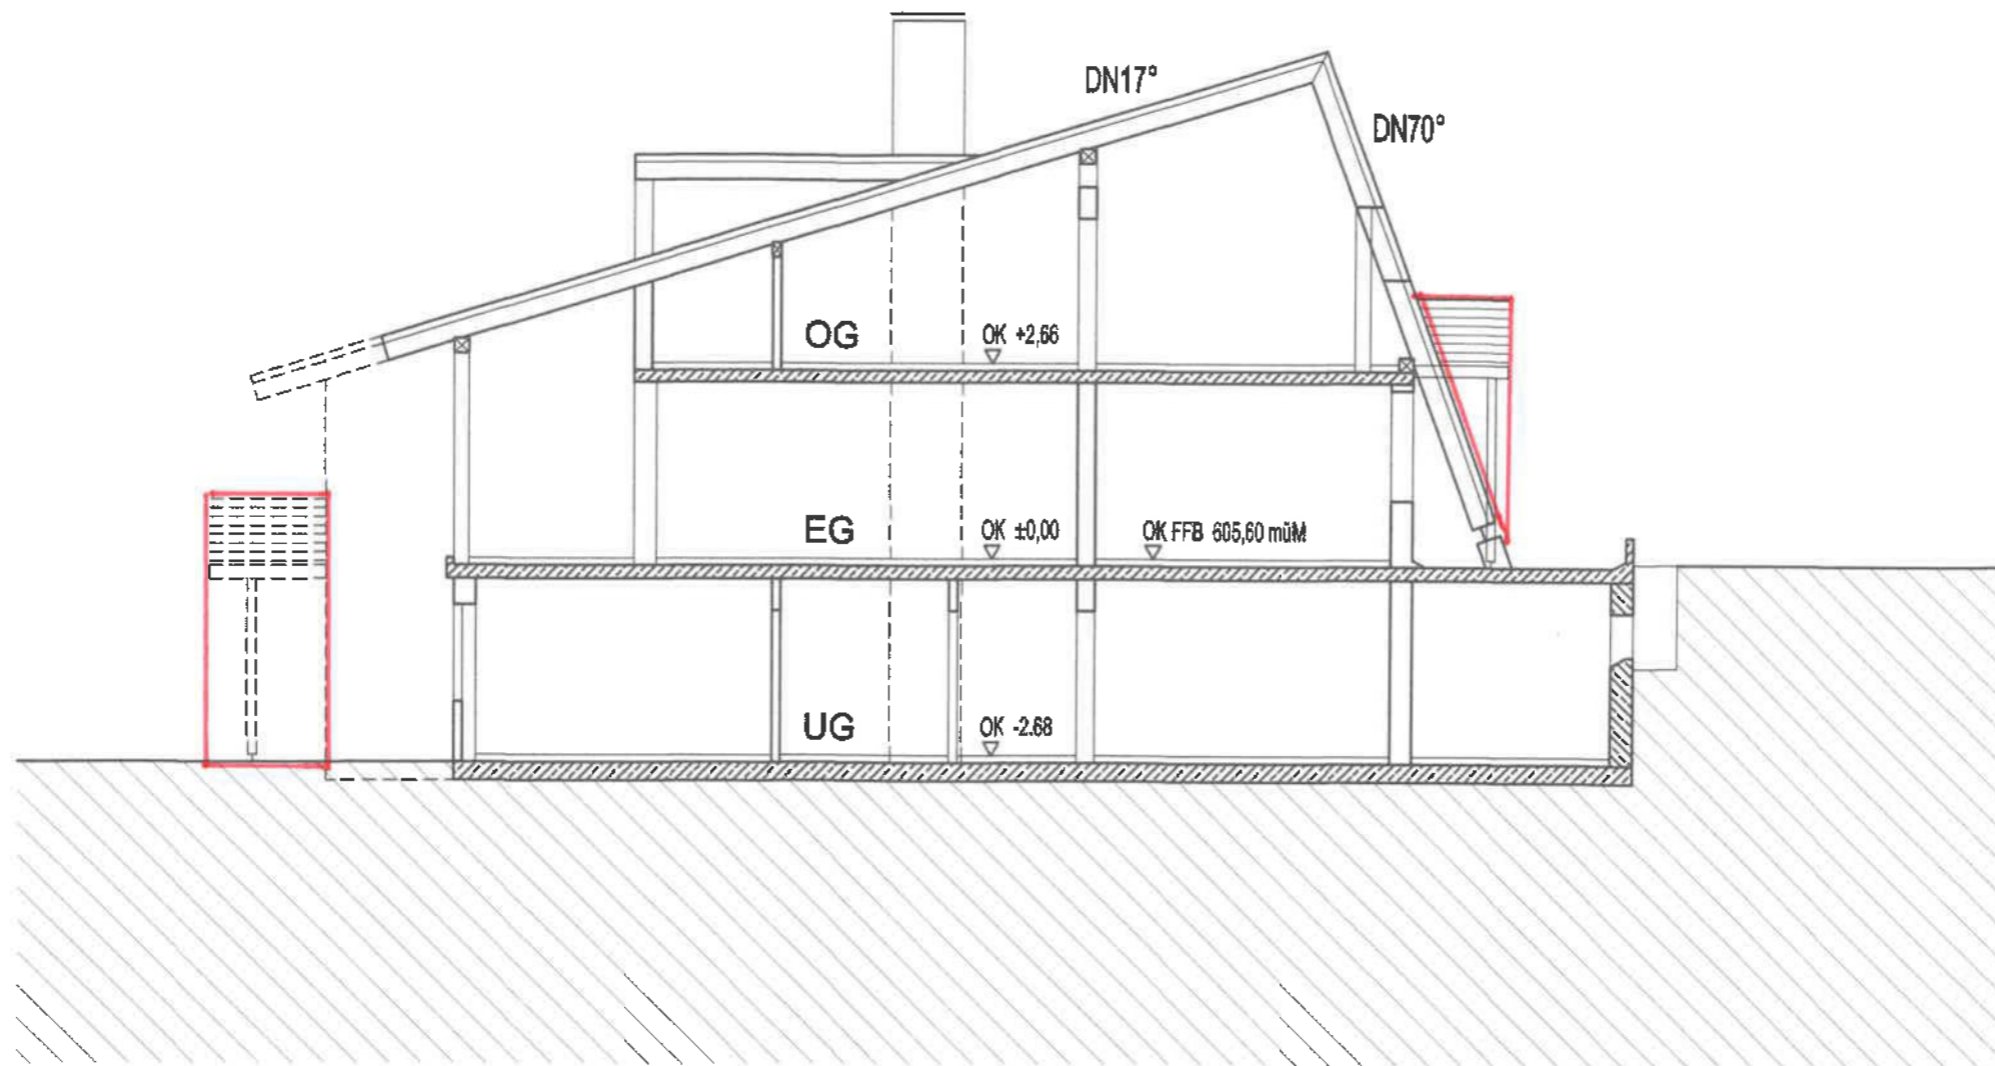 DN17°
DN70°
OG OK +2,66
EG OK ±0,00 OK FFB 605,60 müM
UG OK -2.68